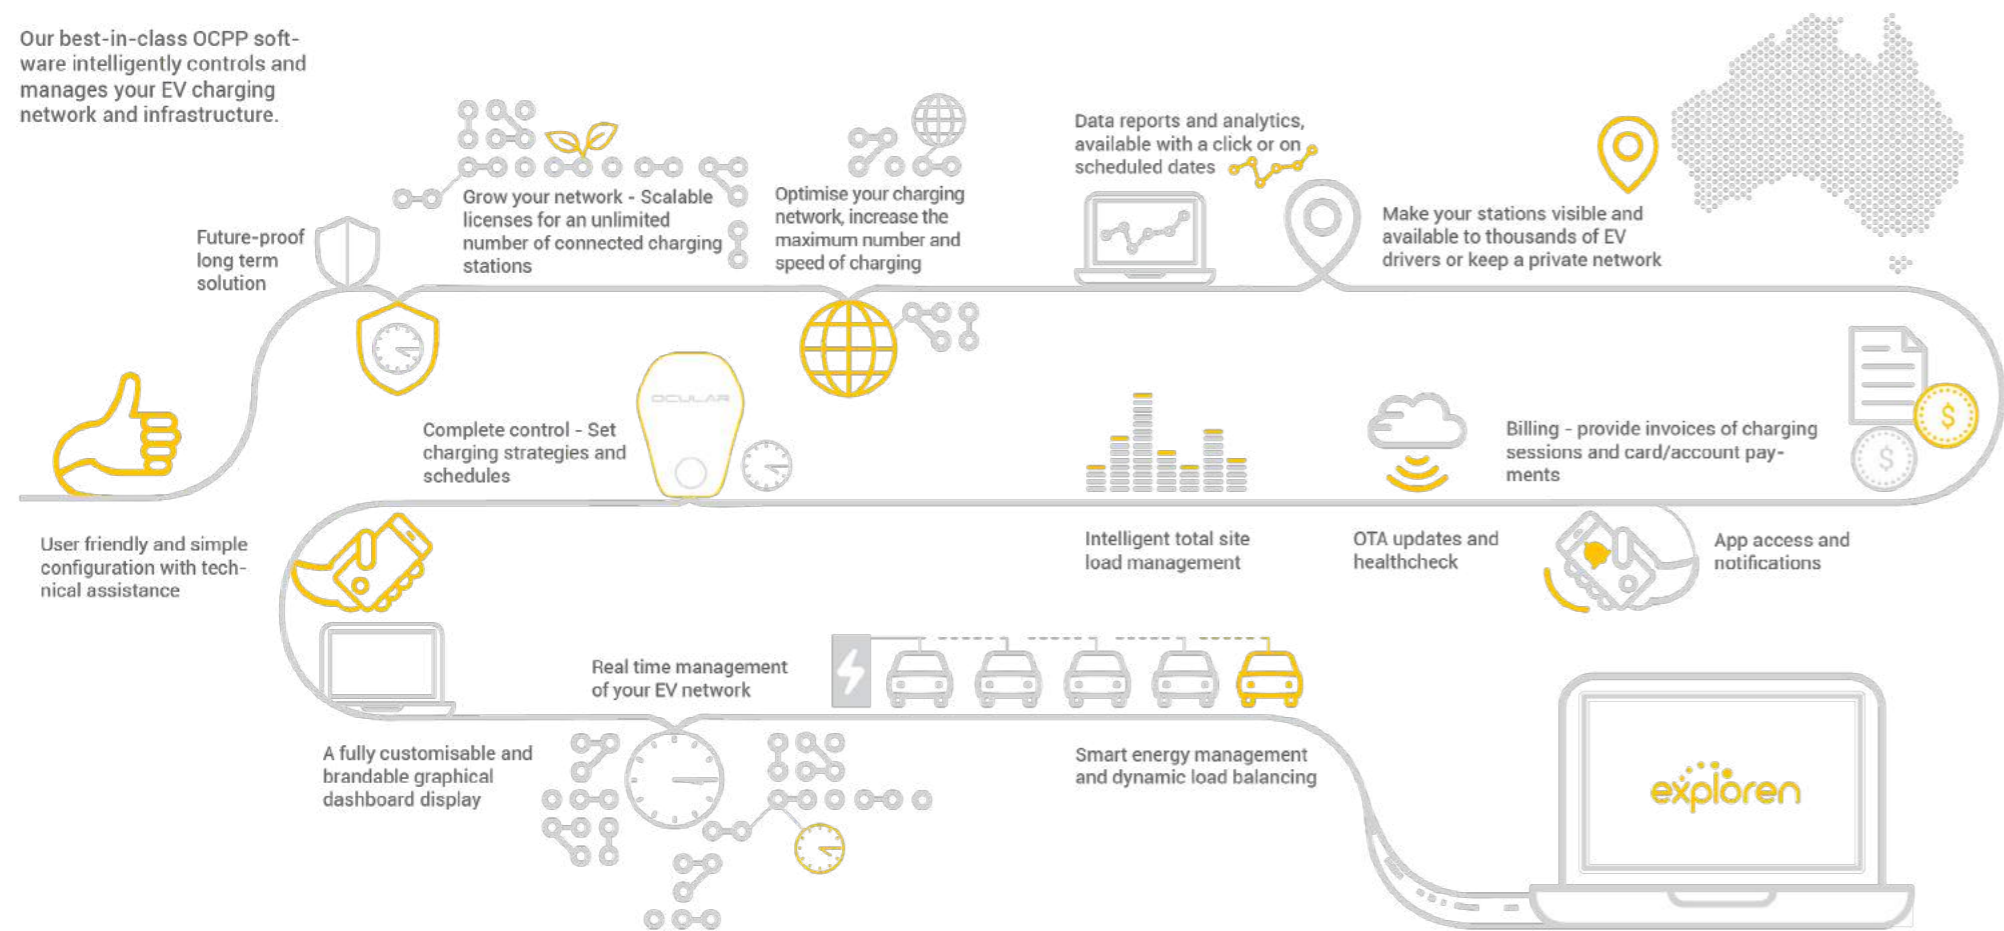 Our best-in-class OCPP soft-
ware intelligently controls and
manages your EV charging
network and infrastructure.
Future-proof
long term
solution
Grow your network - Scalable
licenses for an unlimited
number of connected charging
stations
Optimise your charging
network, increase the
maximum number and
speed of charging
Data reports and analytics,
available with a click or on
scheduled dates
Make your stations visible and
available to thousands of EV
drivers or keep a private network
Complete control - Set
charging strategies and
schedules
OCULAR
Billing - provide invoices of charging
sessions and card/account pay-
ments
$
$
User friendly and simple
configuration with tech-
nical assistance
Intelligent total site
load management
OTA updates and
healthcheck
App access and
notifications
Real time management
of your EV network
A fully customisable and
brandable graphical
dashboard display
Smart energy management
and dynamic load balancing
exploren